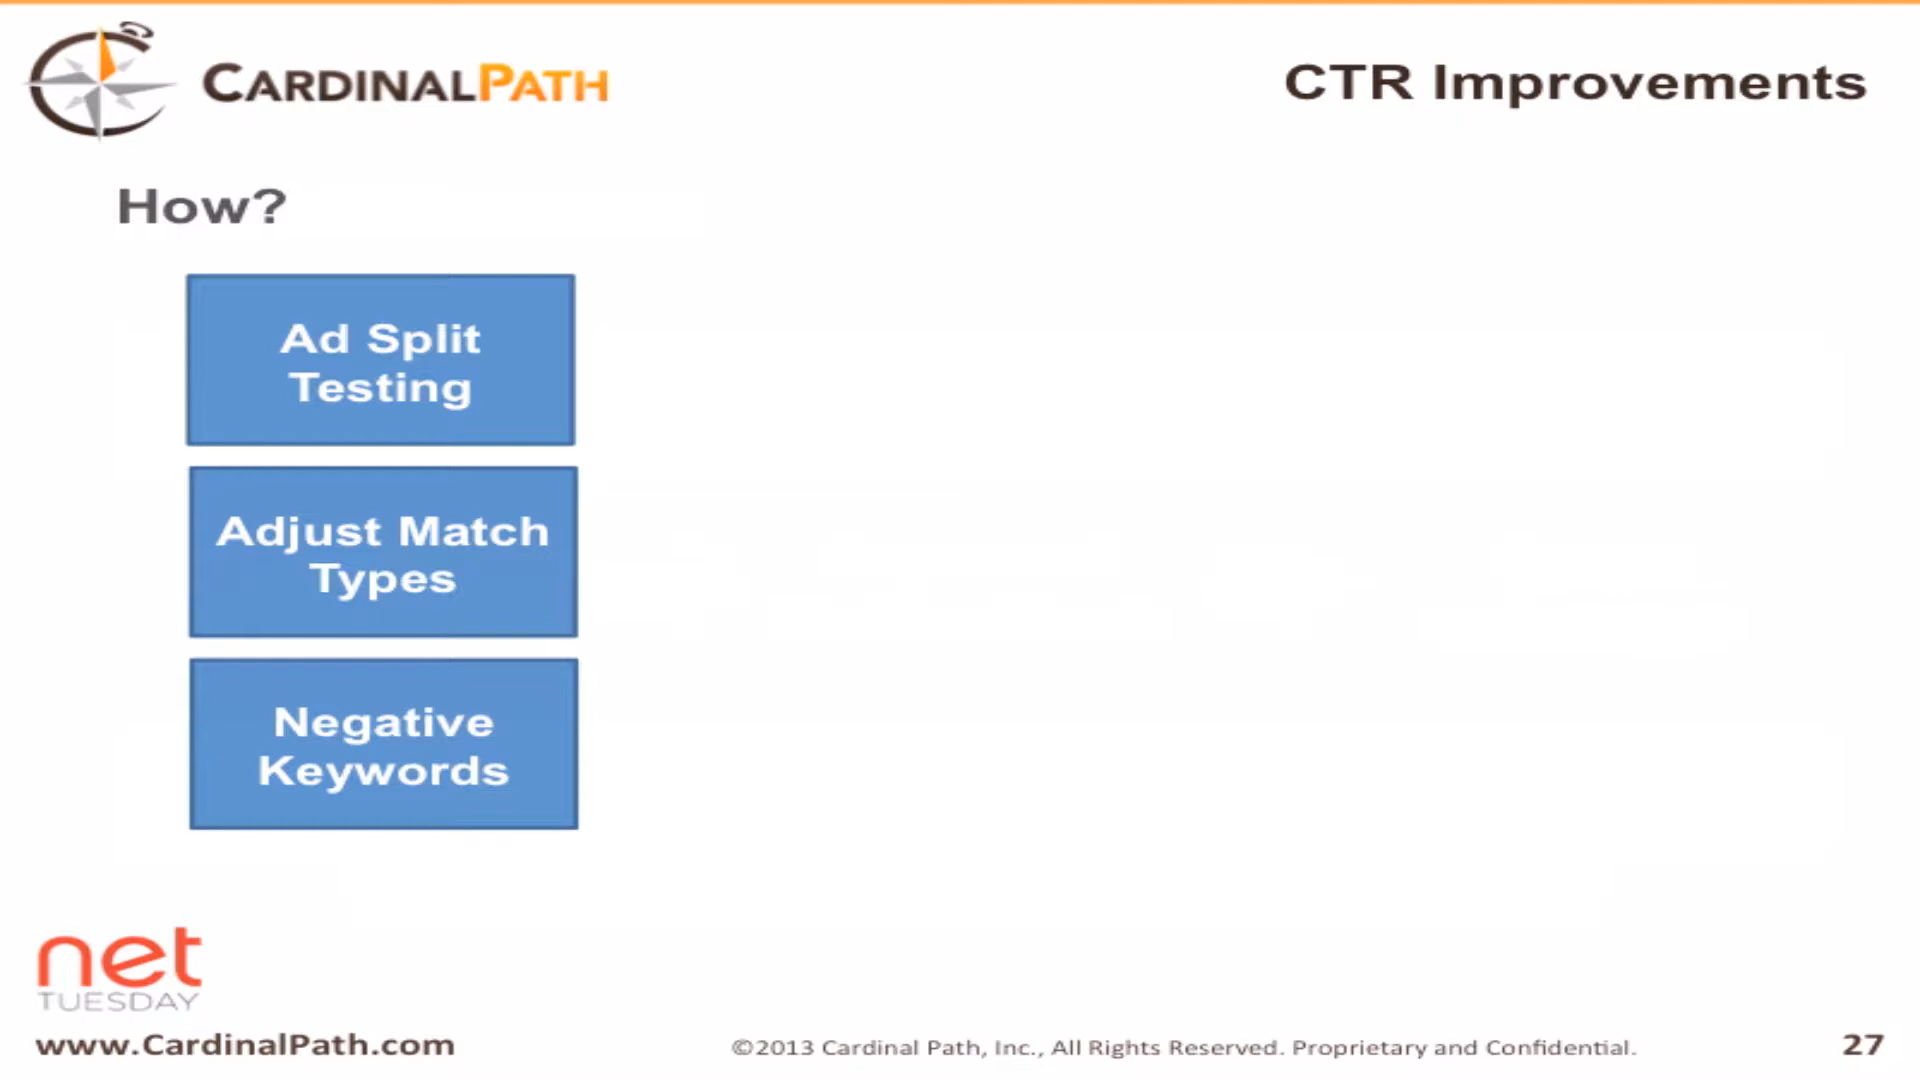 CARDINALPATH
CTR Improvements
How?
Ad Split
Testing
Adjust Match
Types
Negative
Keywords
net
TUESDAY
www.CardinalPath.com
©2013 Cardinal Path, Inc., All Rights Reserved. Proprietary and Confidential.
27